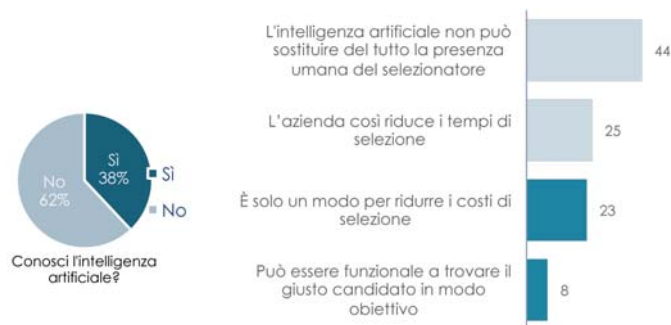 Sì
38%
No
62%
Sì
No
Conosci l'intelligenza
artificiale?
L'intelligenza artificiale non può
sostituire del tutto la presenza
umana del selezionatore
44
L'azienda così riduce i tempi di
selezione
25
È solo un modo per ridurre i costi di
selezione
23
Può essere funzionale a trovare il
giusto candidato in modo
obiettivo
8